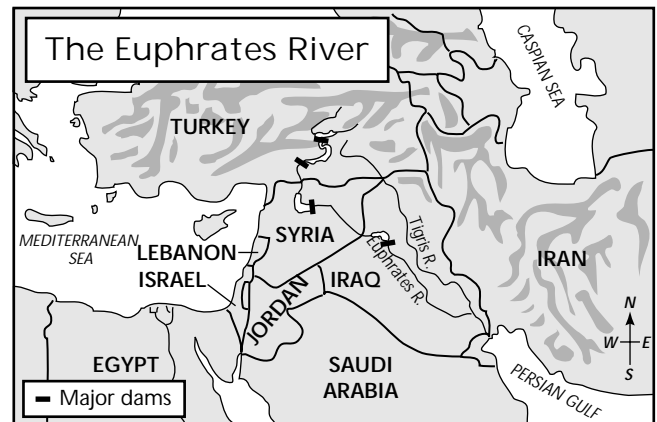 The Euphrates River
CASPIAN SEA
TURKEY
MEDITERRANEAN
SEA
LEBANON
SYRIA
Tigris R.
Euphrates R.
IRAN
ISRAEL
JORDAN
IRAQ
N
W
E
S
EGYPT
SAUDI
ARABIA
PERSIAN GULF
Major dams